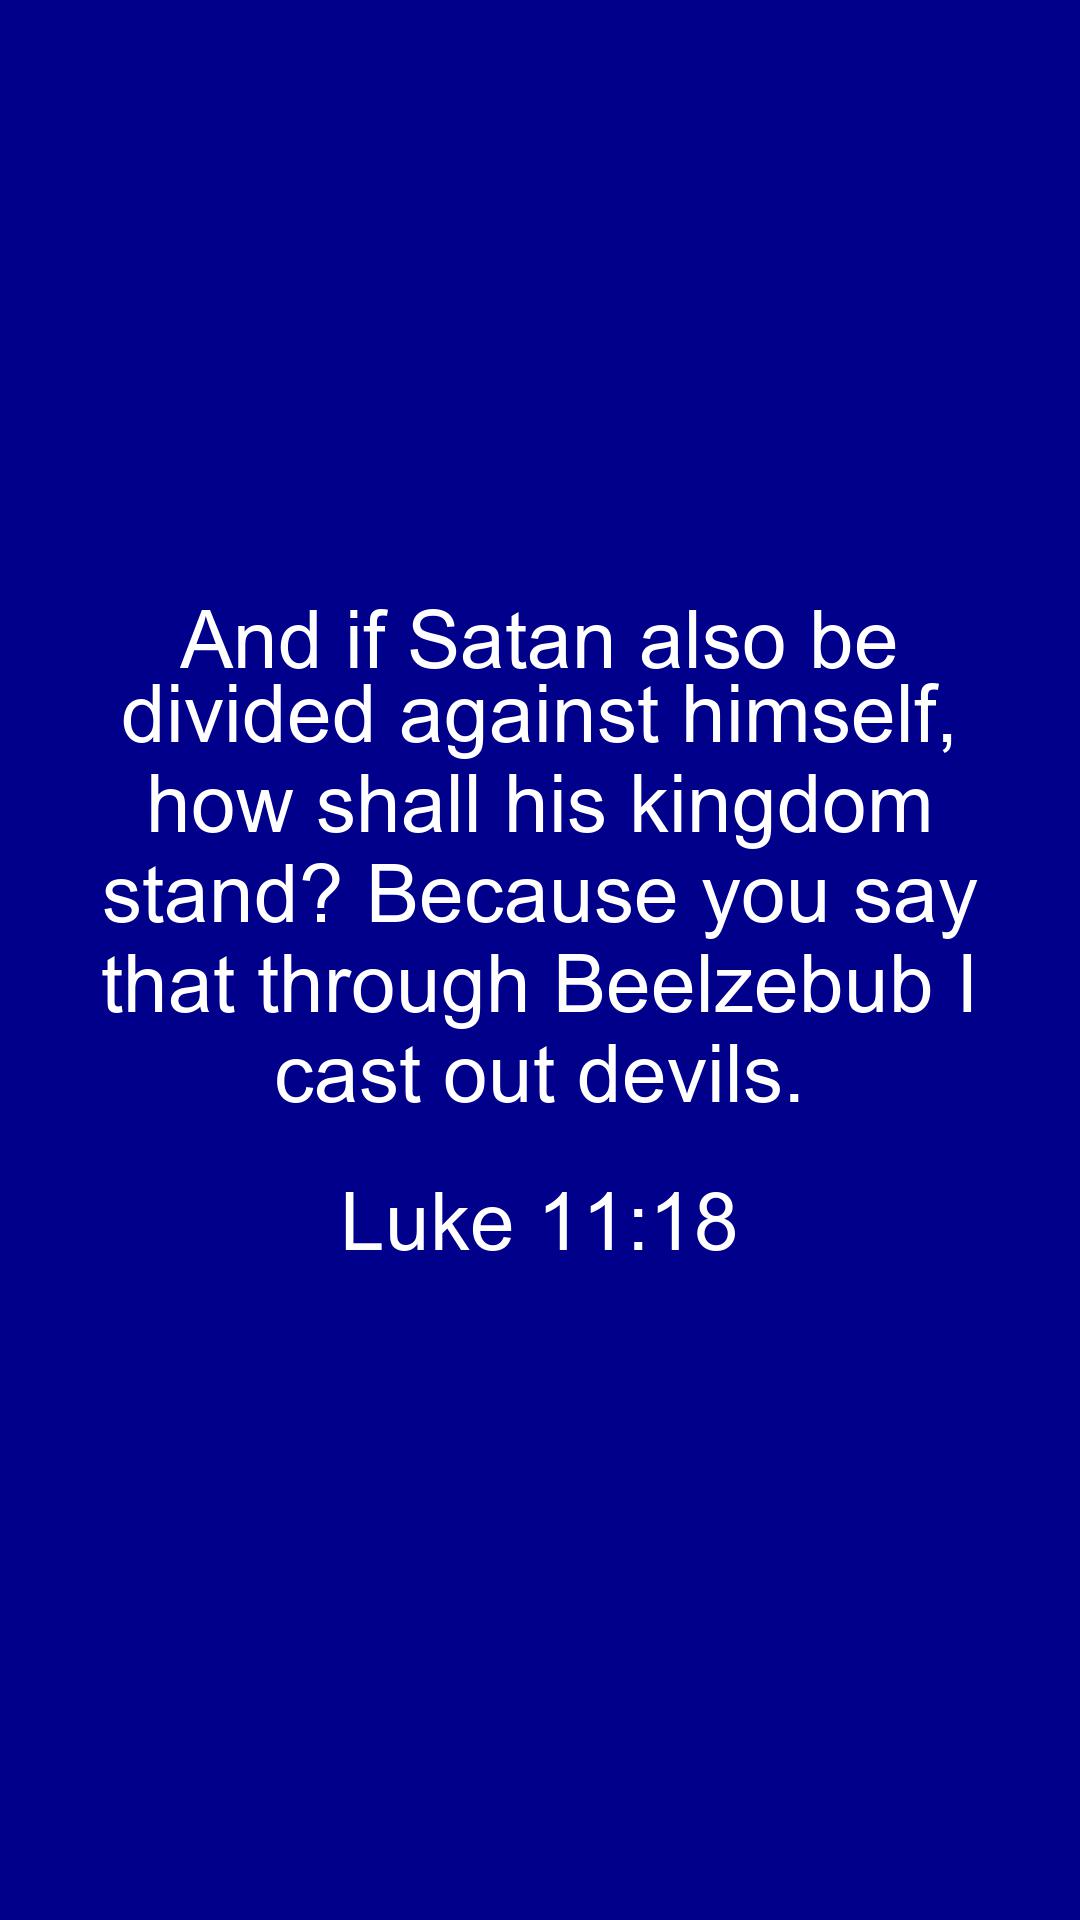 And if Satan also be
divided against himself,
how shall his kingdom
stand? Because you say
that through Beelzebub I
cast out devils.
Luke 11:18